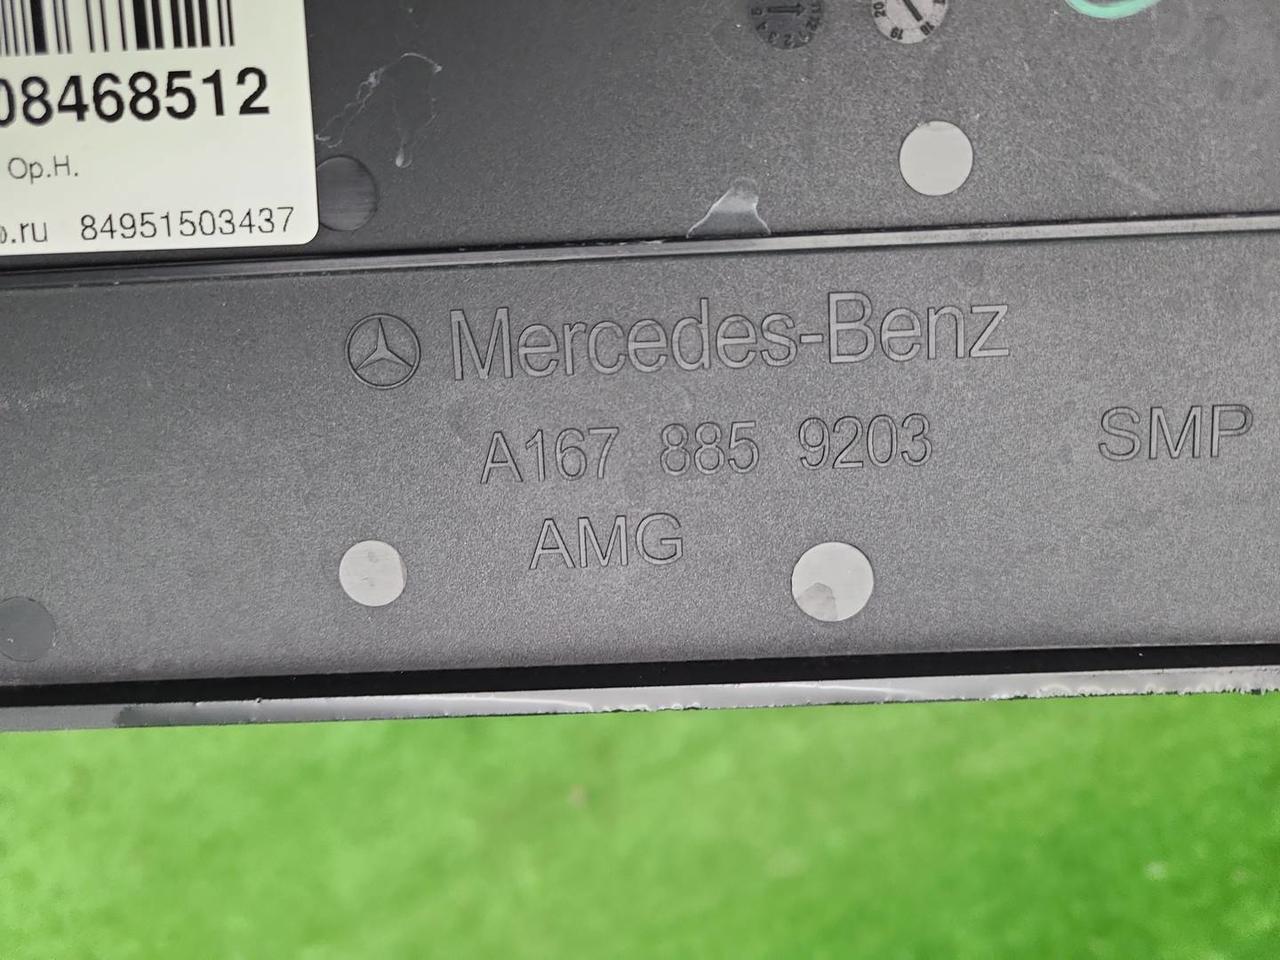 08468512
Op.H.
.ru 84951503437
Mercedes-Benz
A167 885 9203
SMP
AMG